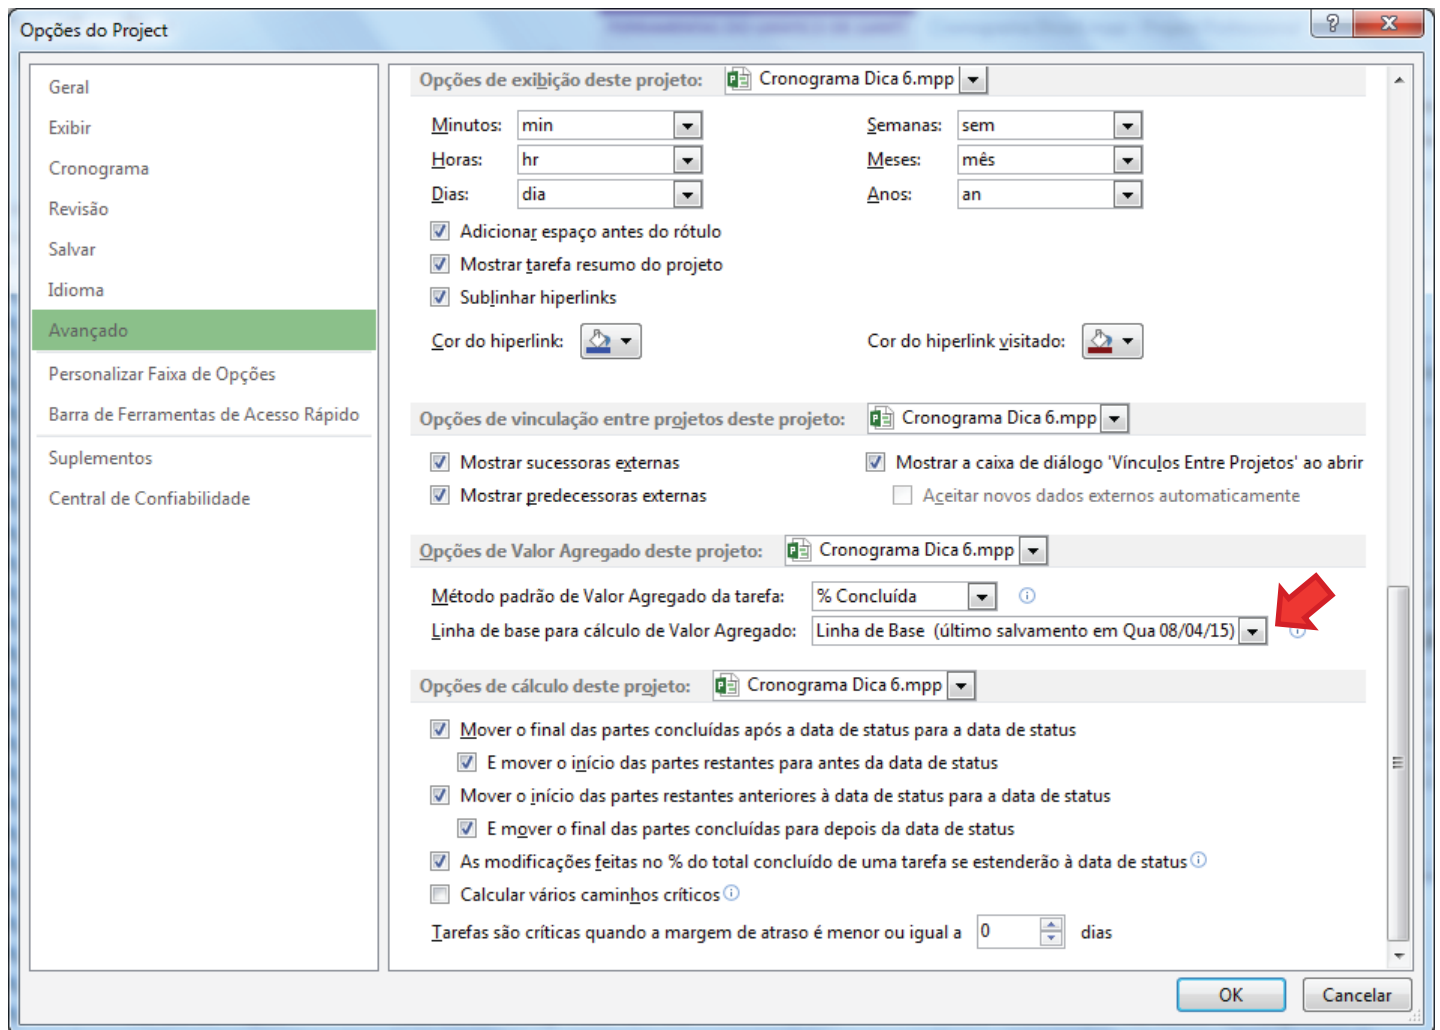 Opções do Project
Geral
Exibir
Cronograma
Revisão
Salvar
Idioma
Avançado
Personalizar Faixa de Opções
Barra de Ferramentas de Acesso Rápido
Suplementos
Central de Confiabilidade
Opções de exibição deste projeto: Cronograma Dica 6.mpp
Minutos: min Semanas: sem
Horas: hr Meses: mês
Dias: dia Anos: an
Adicionar espaço antes do rótulo
Mostrar tarefa resumo do projeto
Sublinhar hiperlinks
Cor do hiperlink: Cor do hiperlink visitado:
Opções de vinculação entre projetos deste projeto: Cronograma Dica 6.mpp
Mostrar sucessoras externas Mostrar a caixa de diálogo 'Vínculos Entre Projetos' ao abrir
Mostrar predecessoras externas Aceitar novos dados externos automaticamente
Opções de Valor Agregado deste projeto: Cronograma Dica 6.mpp
Método padrão de Valor Agregado da tarefa: % Concluída
Linha de base para cálculo de Valor Agregado: Linha de Base (último salvamento em Qua 08/04/15)
Opções de cálculo deste projeto: Cronograma Dica 6.mpp
Mover o final das partes concluídas após a data de status para a data de status
E mover o início das partes restantes para antes da data de status
Mover o início das partes restantes anteriores à data de status para a data de status
E mover o final das partes concluídas para depois da data de status
As modificações feitas no % do total concluído de uma tarefa se estenderão à data de status
Calcular vários caminhos críticos
Tarefas são críticas quando a margem de atraso é menor ou igual a 0 dias
OK Cancelar